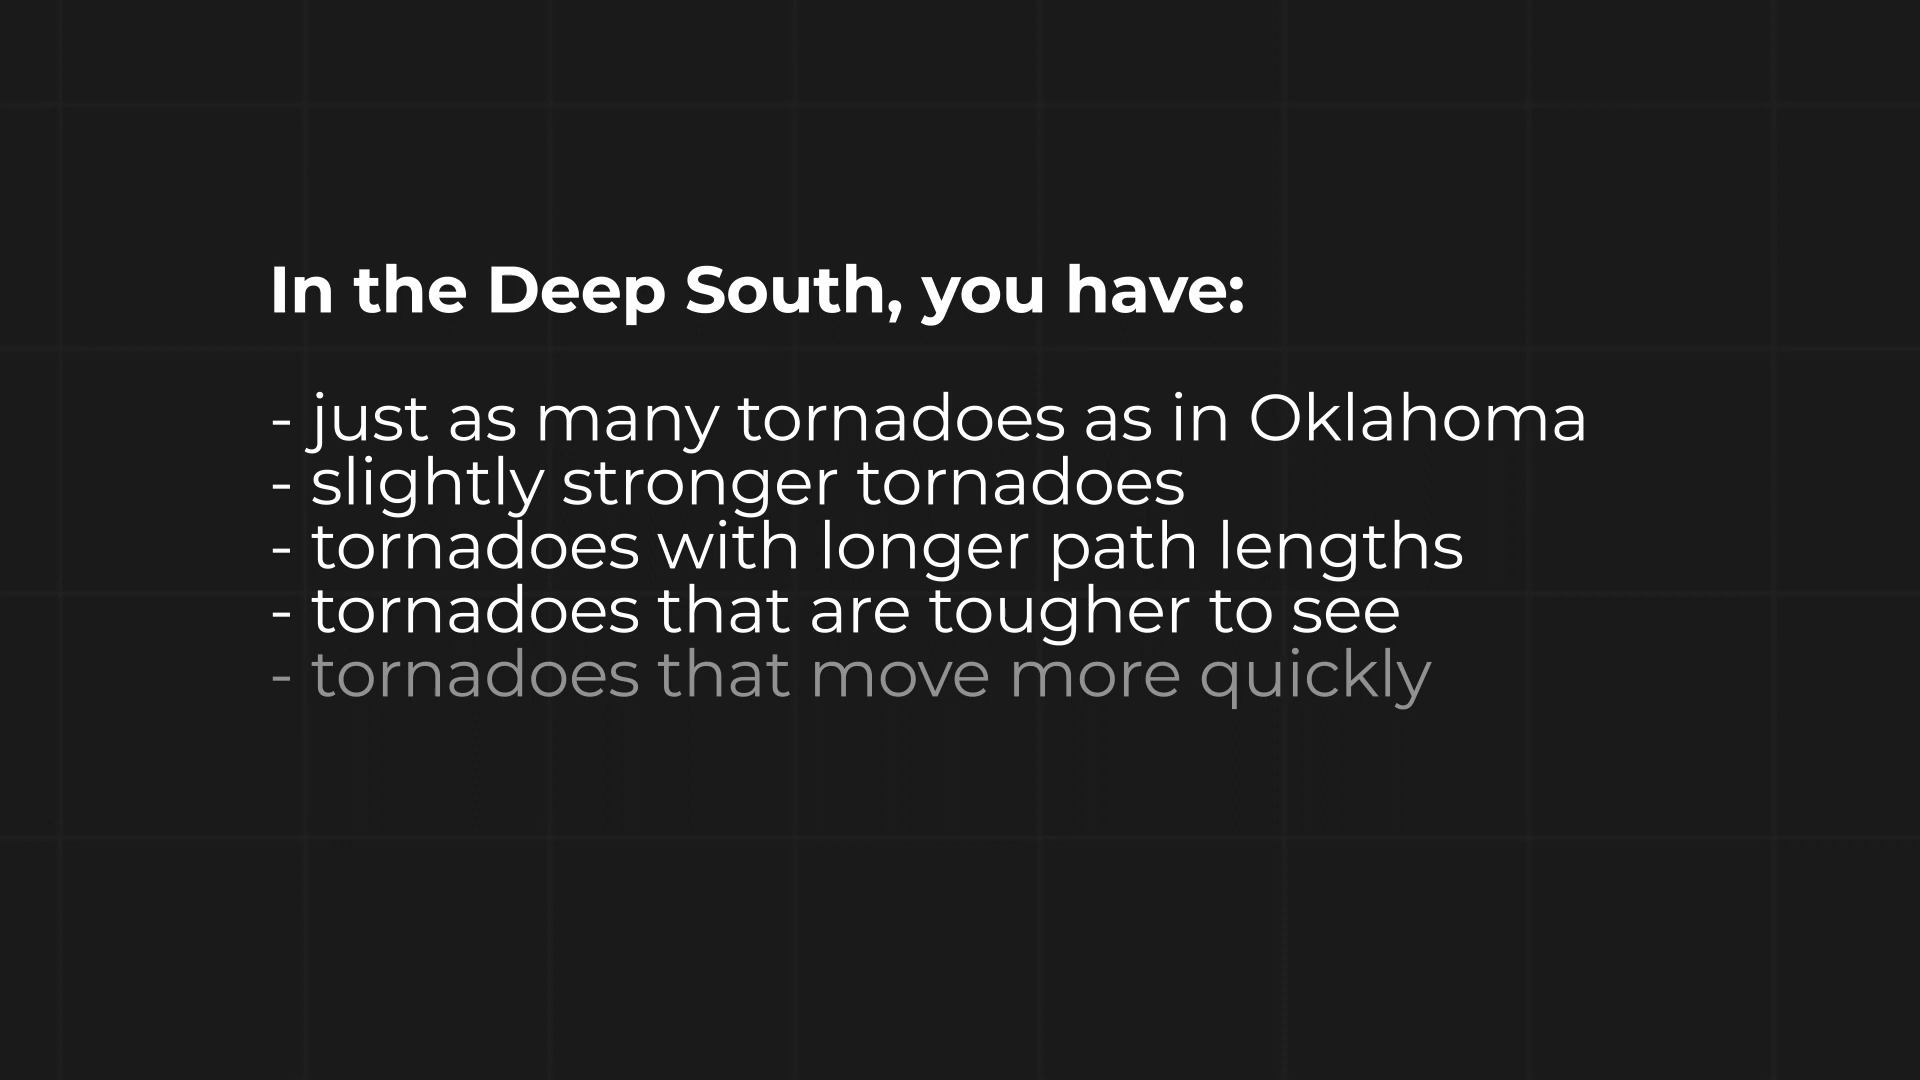 In the Deep South, you have:
- just as many tornadoes as in Oklahoma
- slightly stronger tornadoes
- tornadoes with longer path lengths
- tornadoes that are tougher to see
- tornadoes that move more quickly